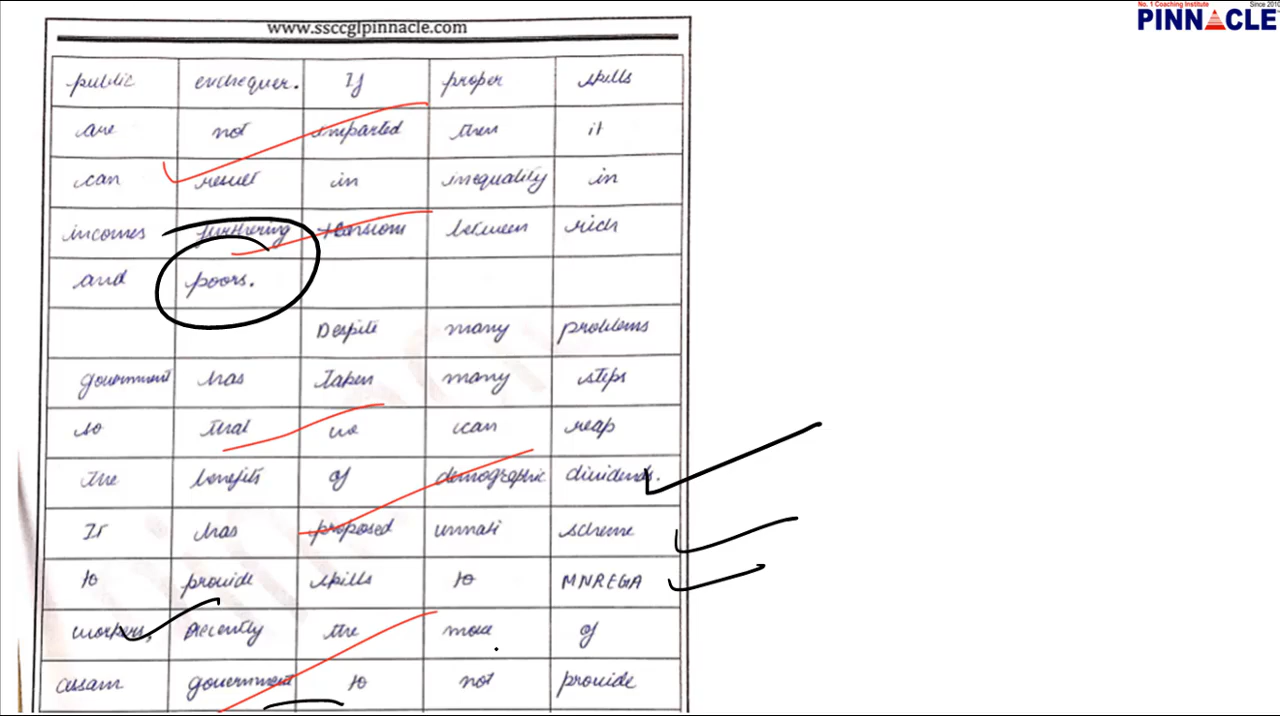 No. 1 Coaching Institute Since 2010
PINNACLE
www.ssccglpinnacle.com
public exchequer. If proper skills
are not imparted then it
can result in inequality in
incomes furthering tensions between rich
and poors.
Despite many problems
government has Taken many steps
so that we can reap
the benefits of demographic dividends.
It has proposed unnati scheme
to provide skills to MNREGA
workers, Recently the move of
assam government to not provide